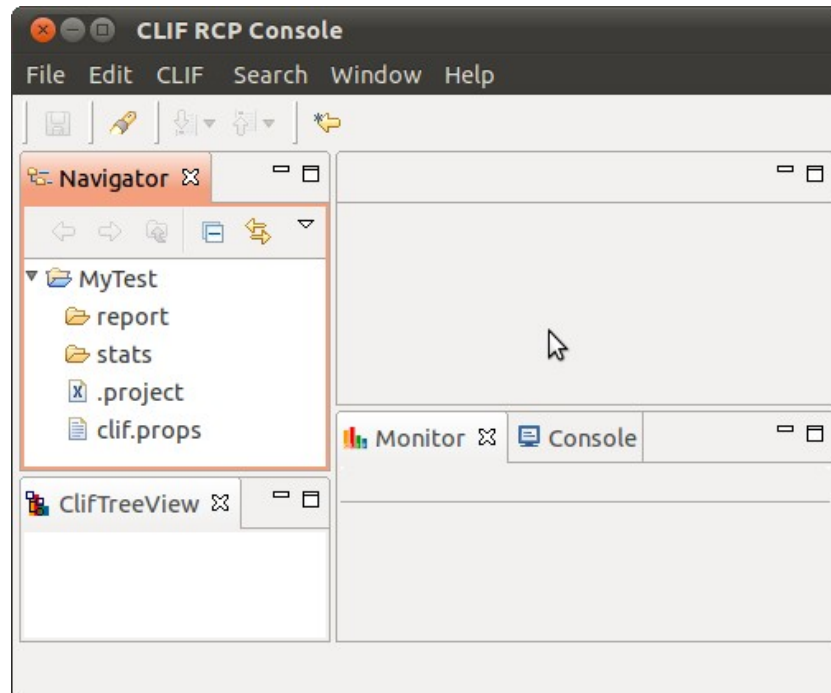 CLIF RCP Console
File Edit CLIF Search Window Help
Navigator
MyTest
report
stats
.project
clif.props
Monitor Console
ClifTreeView